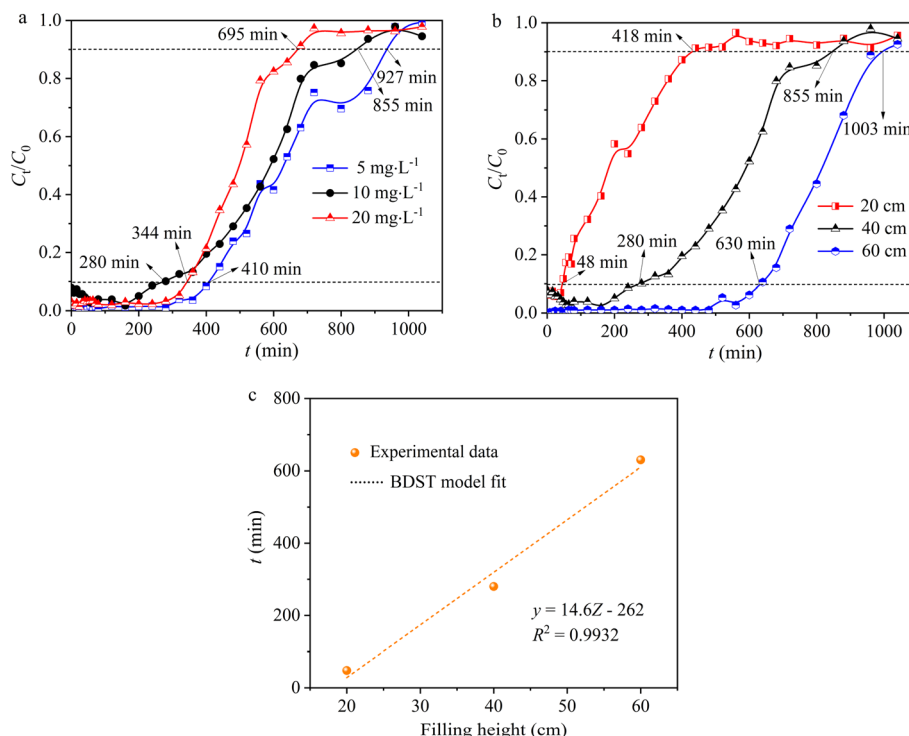 a
1.0
0.8
0.6
0.4
0.2
0.0
Cₜ/C₀
695 min
927 min
855 min
344 min
280 min
410 min
5 mg·L⁻¹
10 mg·L⁻¹
20 mg·L⁻¹
0 200 400 600 800 1000
t (min)
b
1.0
0.8
0.6
0.4
0.2
0.0
Cₜ/C₀
418 min
855 min
1003 min
280 min
630 min
48 min
20 cm
40 cm
60 cm
0 200 400 600 800 1000
t (min)
c
800
600
400
200
0
t (min)
Experimental data
BDST model fit
y = 14.6Z - 262
R² = 0.9932
20 30 40 50 60
Filling height (cm)